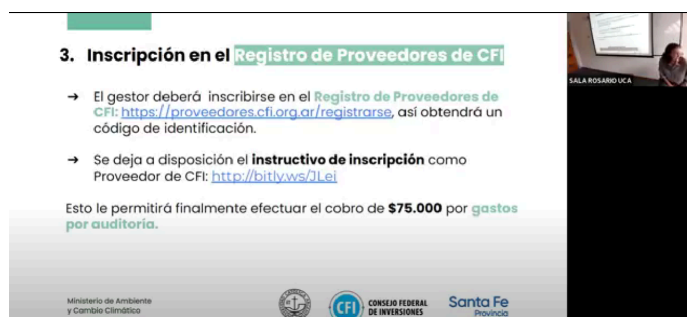 3. Inscripción en el Registro de Proveedores de CFI
→ El gestor deberá inscribirse en el Registro de Proveedores de
CFI: https://proveedores.cfi.org.ar/registrarse, así obtendrá un
código de identificación.
→ Se deja a disposición el instructivo de inscripción como
Proveedor de CFI: http://bitly.ws/JLei
Esto le permitirá finalmente efectuar el cobro de $75.000 por gastos
por auditoría.
SALA ROSARIO UCA
Ministerio de Ambiente
y Cambio Climático
CFI
CONSEJO FEDERAL
DE INVERSIONES
Santa Fe
Provincia